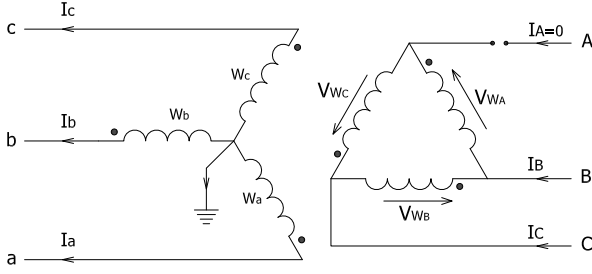 c Ic IA=0 A
Wc VWC VWA
b Ib Wb IB B
Wa VWB
a Ia IC C